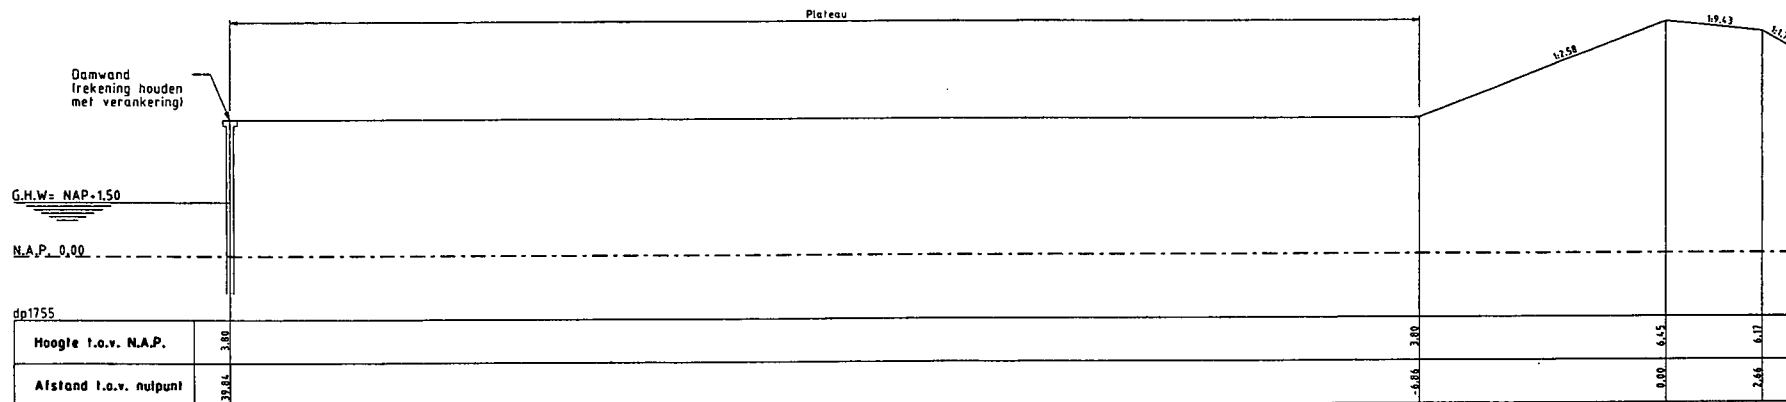 Plateau
1:2.58
1:9.43
Damwand
(rekening houden
met verankering)
G.H.W= NAP+1.50
N.A.P. 0.00
dp1755
Hoogte t.o.v. N.A.P.
3.80
3.80
6.45
6.17
Afstand t.o.v. nulpunt
39.84
-6.86
0.00
2.66